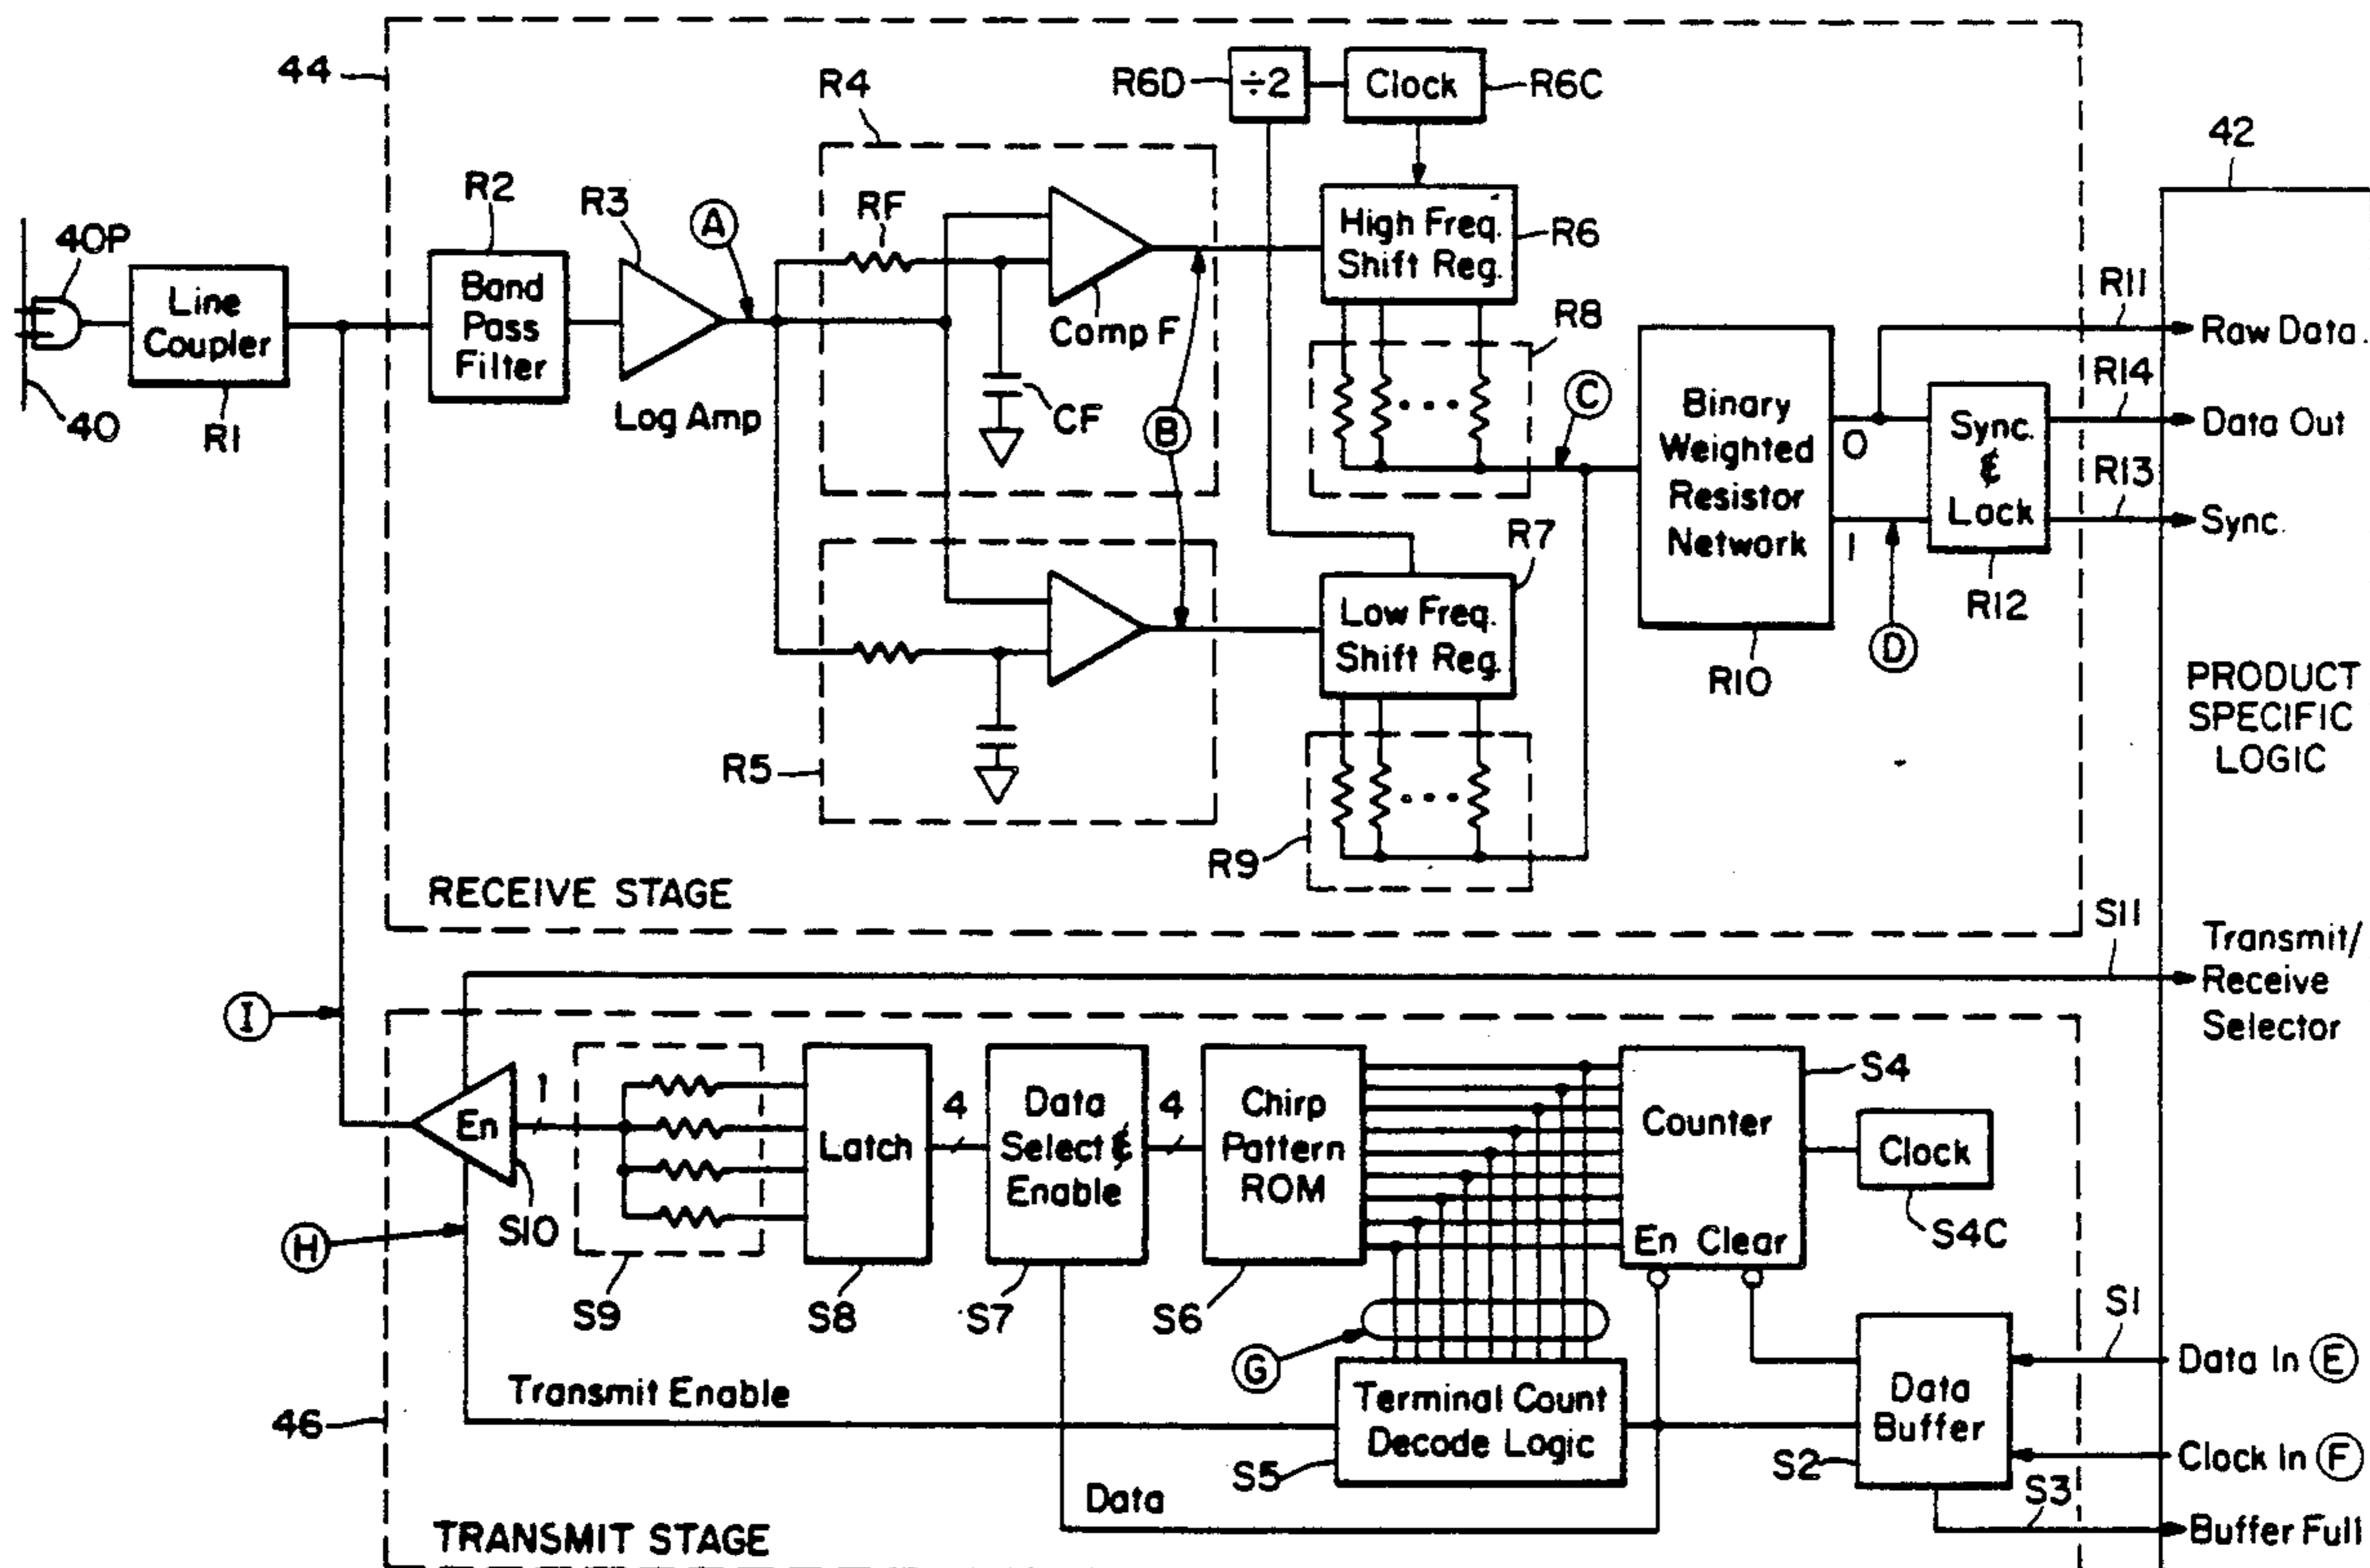 44
R4
R6D
÷2
Clock
R6C
42
R2
R3
A
RF
High Freq.
Shift Reg.
R6
40P
Line
Coupler
Band
Pass
Filter
Comp F
R8
R11
Raw Data.
R14
Data Out
40
R1
Log Amp
CF
B
C
Binary
Weighted
Resistor
Network
O
I
Sync.
&
Lock
R13
Sync.
R7
R12
Low Freq.
Shift Reg.
D
R10
PRODUCT
SPECIFIC
LOGIC
R5
R9
RECEIVE STAGE
S11
Transmit/
Receive
Selector
I
En
1
Latch
4
Data
Select &
Enable
4
Chirp
Pattern
ROM
Counter
S4
Clock
En Clear
S4C
S10
H
S9
S8
S7
S6
G
S1
Data In E
Transmit Enable
Terminal Count
Decode Logic
Data
Buffer
46
S5
S2
Clock In F
Data
S3
TRANSMIT STAGE
Buffer Full